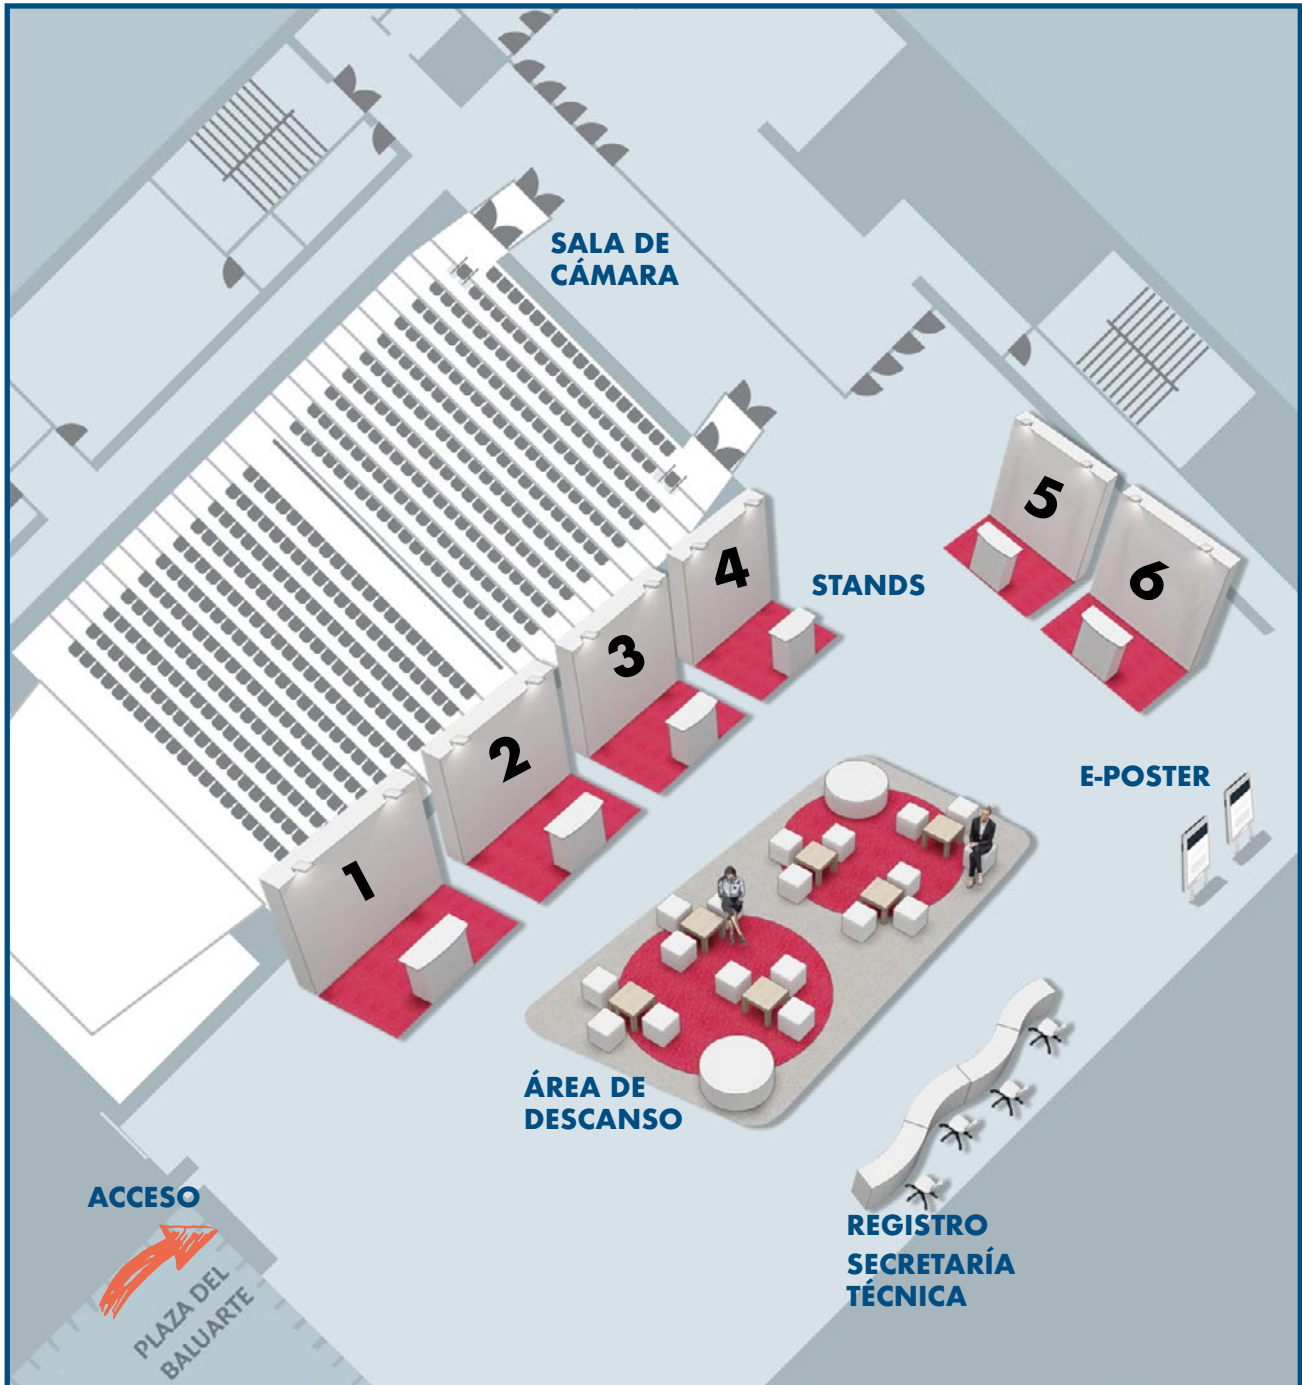 SALA DE
CÁMARA
5
6
4
STANDS
3
2
1
E-POSTER
ÁREA DE
DESCANSO
ACCESO
REGISTRO
SECRETARÍA
TÉCNICA
PLAZA DEL
BALUARTE